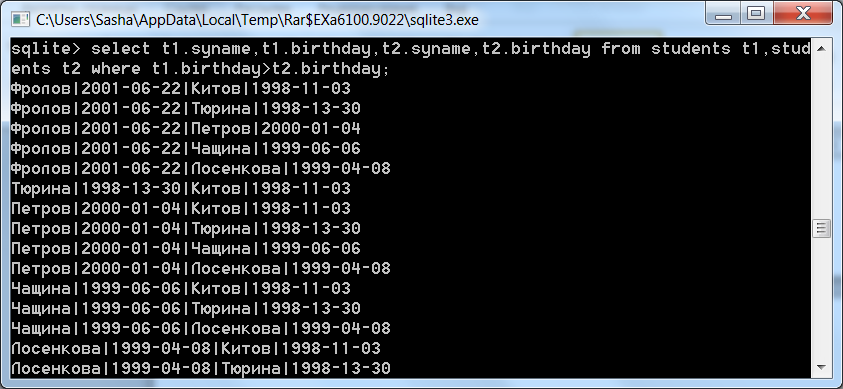 C:\Users\Sasha\AppData\Local\Temp\Rar$EXa6100.9022\sqlite3.exe
sqlite> select t1.syname,t1.birthday,t2.syname,t2.birthday from students t1,stud
ents t2 where t1.birthday>t2.birthday;
Фролов|2001-06-22|Китов|1998-11-03
Фролов|2001-06-22|Тюрина|1998-13-30
Фролов|2001-06-22|Петров|2000-01-04
Фролов|2001-06-22|Чащина|1999-06-06
Фролов|2001-06-22|Лосенкова|1999-04-08
Тюрина|1998-13-30|Китов|1998-11-03
Петров|2000-01-04|Китов|1998-11-03
Петров|2000-01-04|Тюрина|1998-13-30
Петров|2000-01-04|Чащина|1999-06-06
Петров|2000-01-04|Лосенкова|1999-04-08
Чащина|1999-06-06|Китов|1998-11-03
Чащина|1999-06-06|Тюрина|1998-13-30
Чащина|1999-06-06|Лосенкова|1999-04-08
Лосенкова|1999-04-08|Китов|1998-11-03
Лосенкова|1999-04-08|Тюрина|1998-13-30